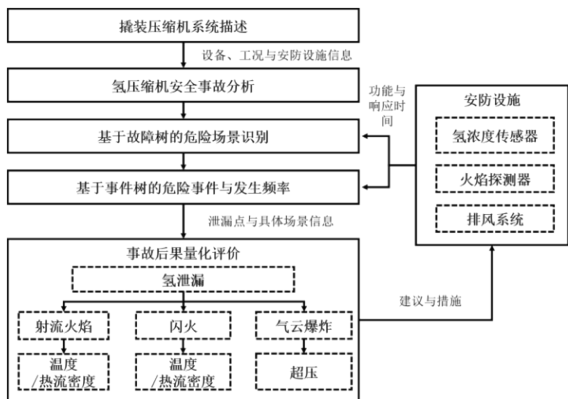 撬装压缩机系统描述
设备、工况与安防设施信息
氢压缩机安全事故分析
功能与
响应时
间
安防设施
氢浓度传感器
火焰探测器
排风系统
基于故障树的危险场景识别
基于事件树的危险事件与发生频率
泄漏点与具体场景信息
事故后果量化评价
氢泄漏
射流火焰
闪火
气云爆炸
温度
/热流密度
温度
/热流密度
超压
建议与措施